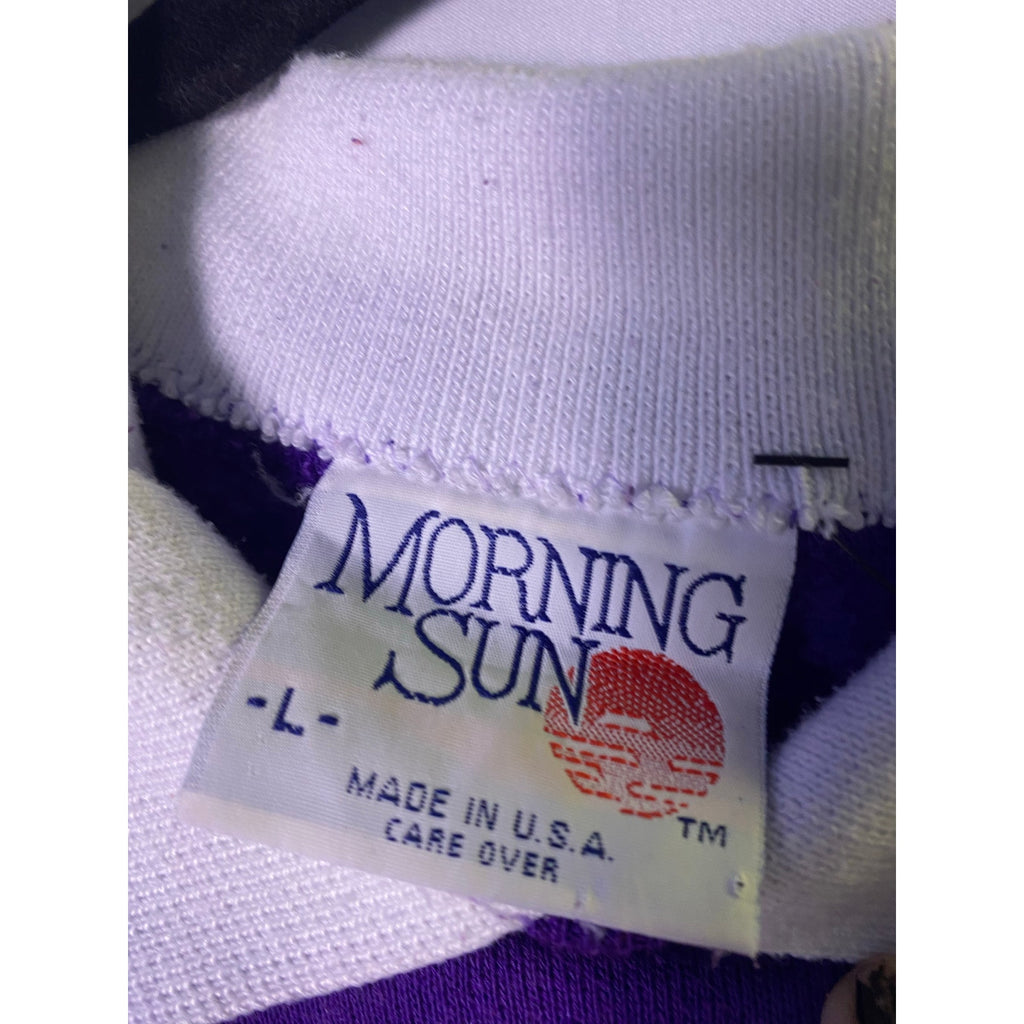 MORNING
SUN
-L-
TM
MADE IN U.S.A.
CARE OVER